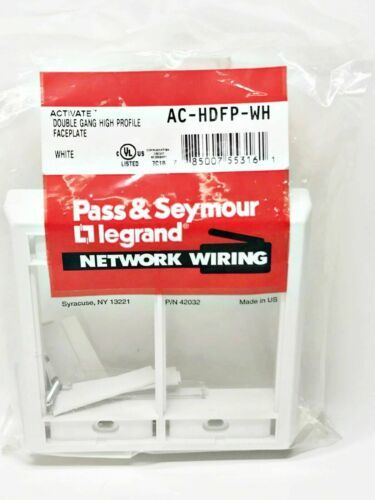 ACTIVATE™
DOUBLE GANG HIGH PROFILE
FACEPLATE
AC-HDFP-WH
WHITE
UL US
LISTED
7 85007 55316 1
Pass & Seymour
legrand®
NETWORK WIRING
Syracuse, NY 13221 P/N 42032 Made in US